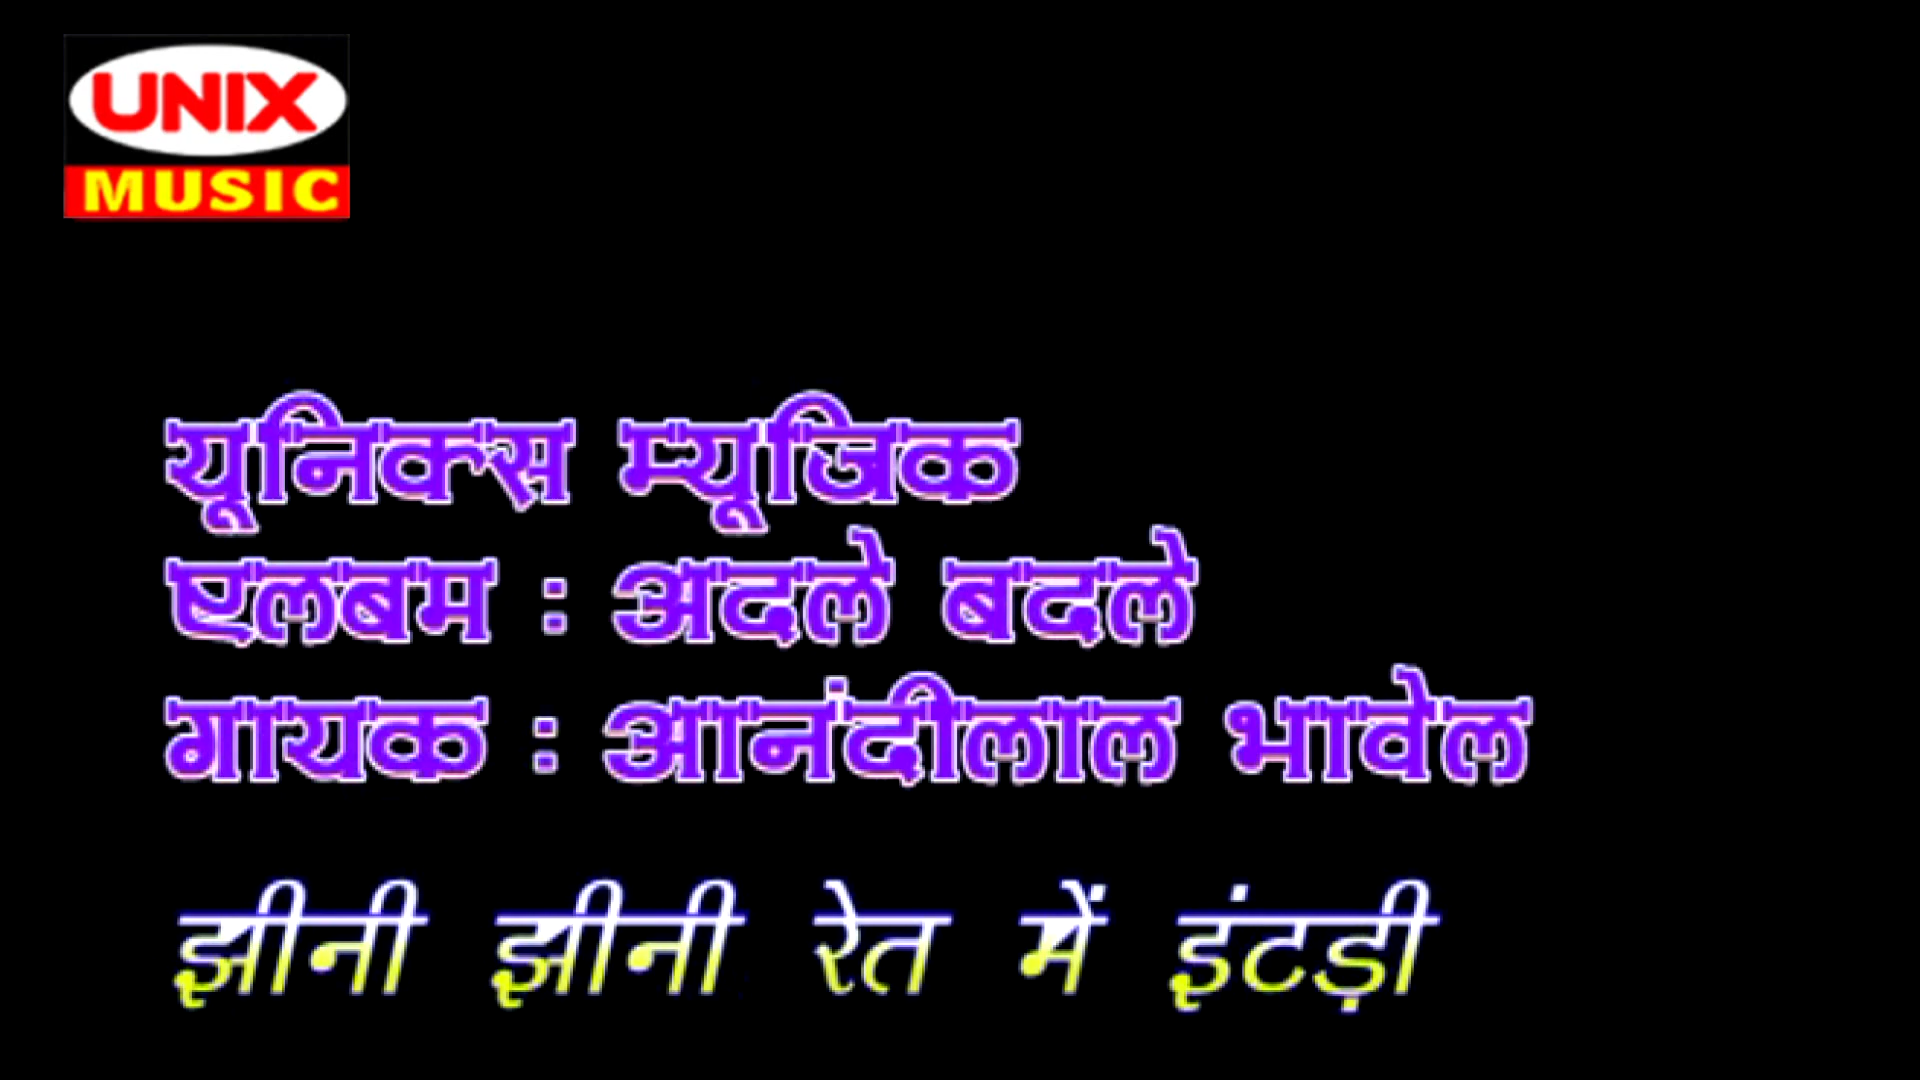 UNIX
MUSIC
यूनिक्स म्यूजिक
एलबम : अदले बदले
गायक : आनंदीलाल भावेल
झीनी झीनी रेत में इंटड़ी